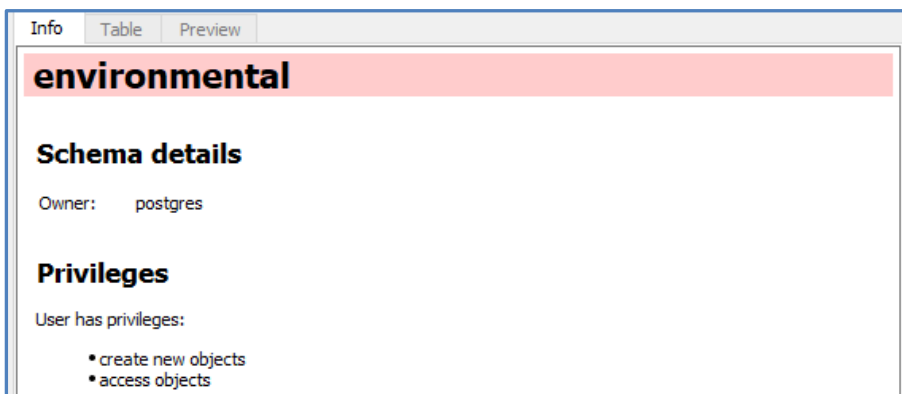 Info Table Preview
environmental
Schema details
Owner: postgres
Privileges
User has privileges:
• create new objects
• access objects